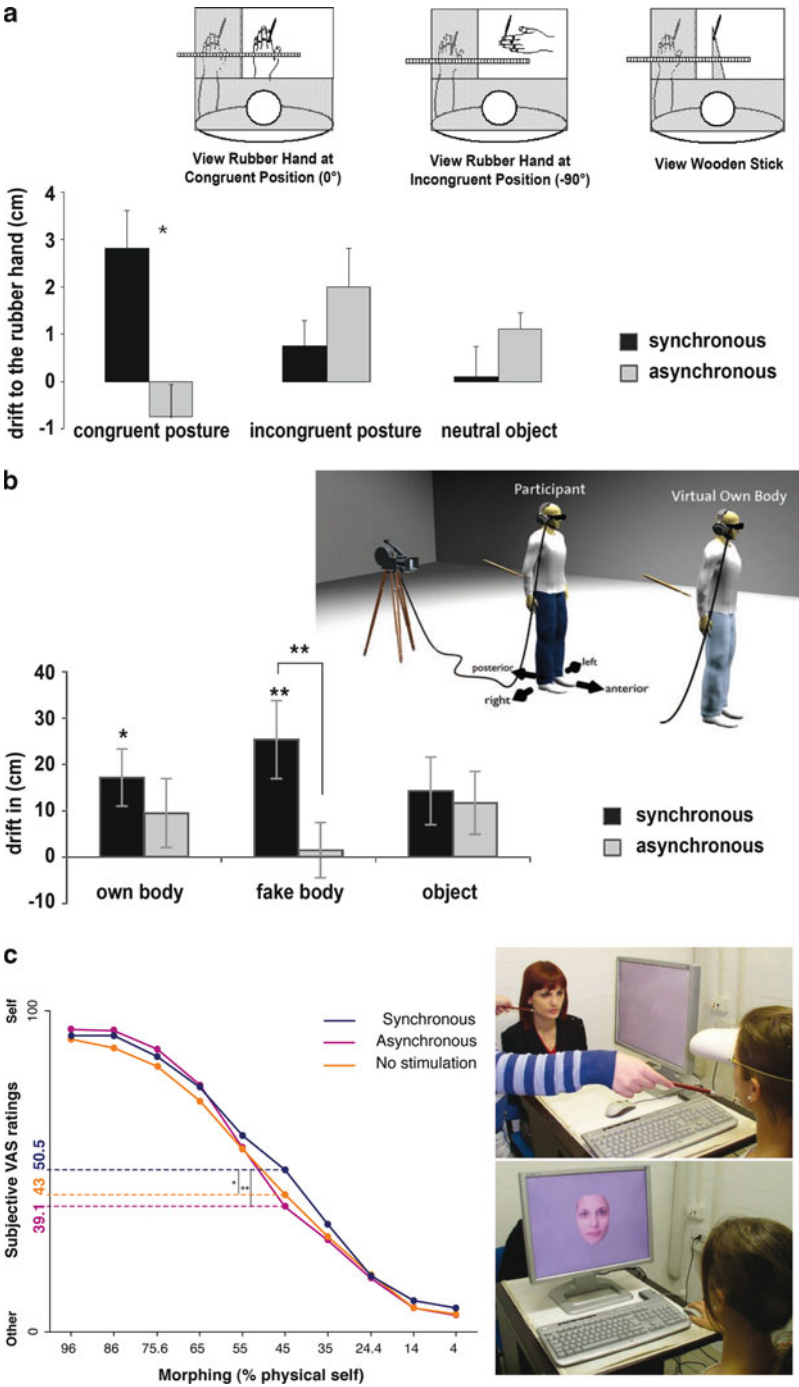 a
View Rubber Hand at
Congruent Position (0°)
View Rubber Hand at
Incongruent Position (-90°)
View Wooden Stick
drift to the rubber hand (cm)
4
3
2
1
0
-1
*
congruent posture
incongruent posture
neutral object
synchronous
asynchronous
b
Participant
Virtual Own Body
posterior
left
right
anterior
drift in (cm)
40
30
20
10
0
-10
*
**
**
own body
fake body
object
synchronous
asynchronous
c
Subjective VAS ratings
Self
Other
100
50.5
43
39.1
0
*
**
Synchronous
Asynchronous
No stimulation
96 86 75.6 65 55 45 35 24.4 14 4
Morphing (% physical self)